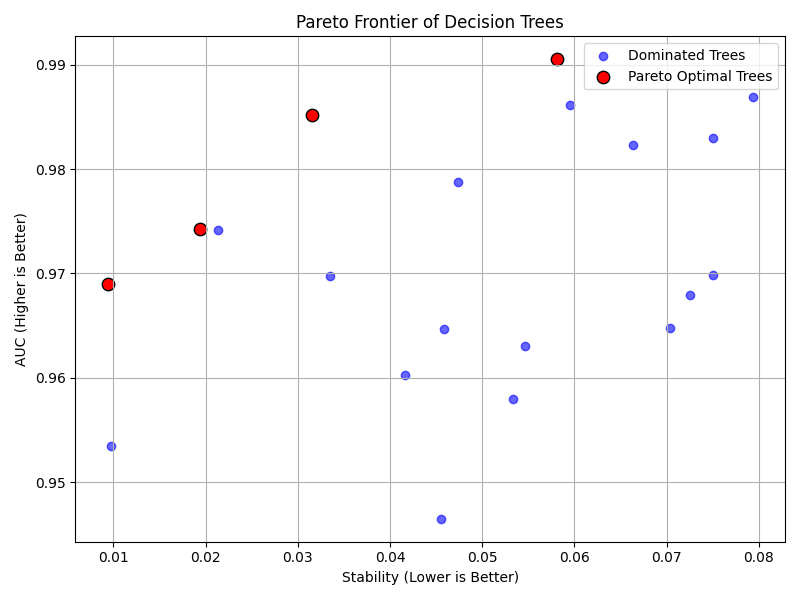 Pareto Frontier of Decision Trees
Dominated Trees
Pareto Optimal Trees
AUC (Higher is Better)
0.99
0.98
0.97
0.96
0.95
0.01 0.02 0.03 0.04 0.05 0.06 0.07 0.08
Stability (Lower is Better)